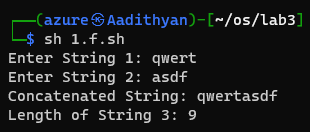 ┌──(azure㉿Aadithyan)-[~/os/lab3]
└─$ sh 1.f.sh
Enter String 1: qwert
Enter String 2: asdf
Concatenated String: qwertasdf
Length of String 3: 9